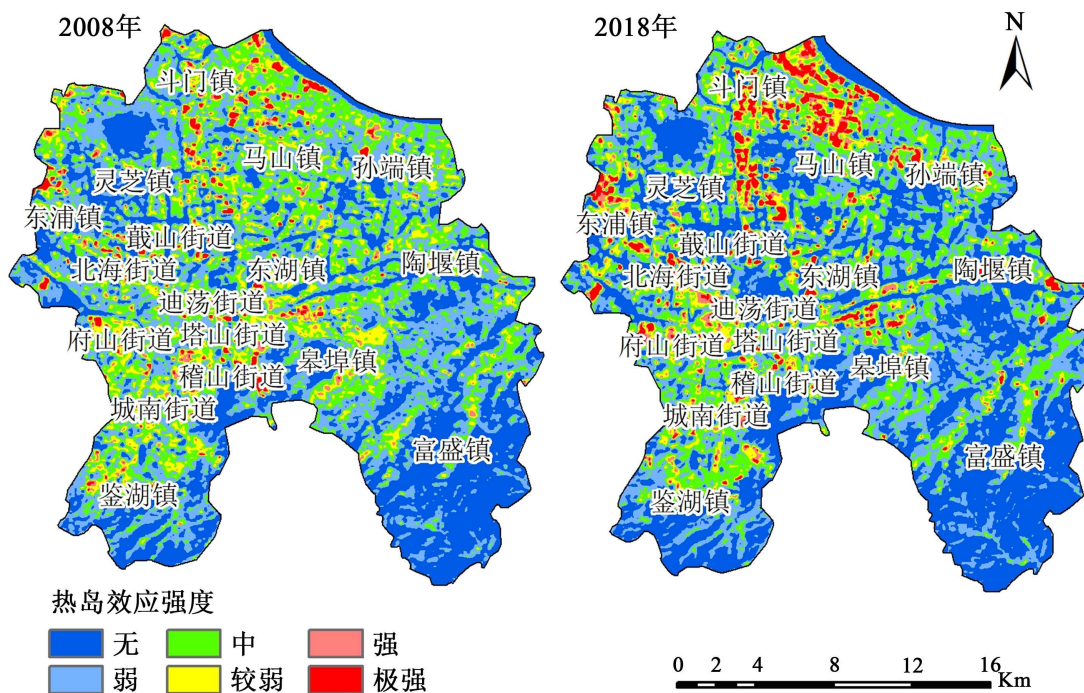 2008年
斗门镇
马山镇
孙端镇
灵芝镇
东浦镇
蕺山街道
北海街道
东湖镇
陶堰镇
迪荡街道
府山街道
塔山街道
皋埠镇
稽山街道
城南街道
富盛镇
鉴湖镇
2018年
N
斗门镇
马山镇
孙端镇
灵芝镇
东浦镇
蕺山街道
北海街道
东湖镇
陶堰镇
迪荡街道
府山街道
塔山街道
皋埠镇
稽山街道
城南街道
富盛镇
鉴湖镇
热岛效应强度
无 中 强
弱 较弱 极强
0 2 4 8 12 16 Km